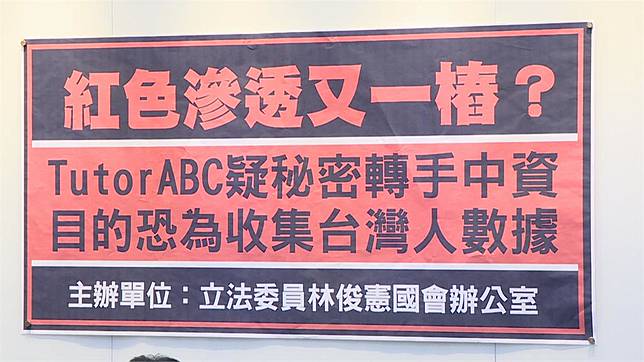 紅色滲透又一樁？
TutorABC疑秘密轉手中資
目的恐為收集台灣人數據
主辦單位：立法委員林俊憲國會辦公室